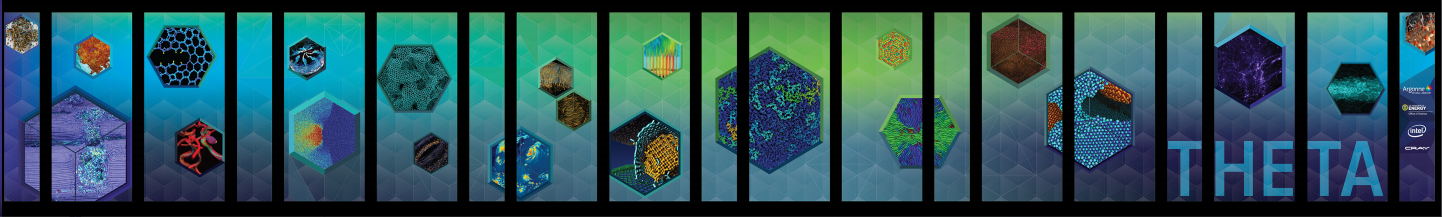 THETA
Argonne
ENERGY
intel
CRAY